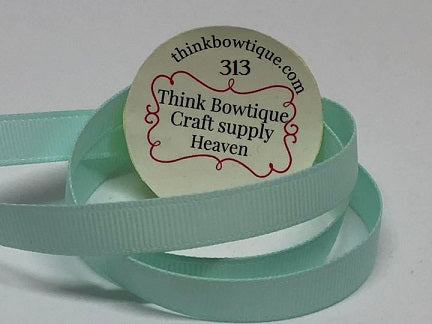 thinkbowtique.com
313
Think Bowtique
Craft supply
Heaven